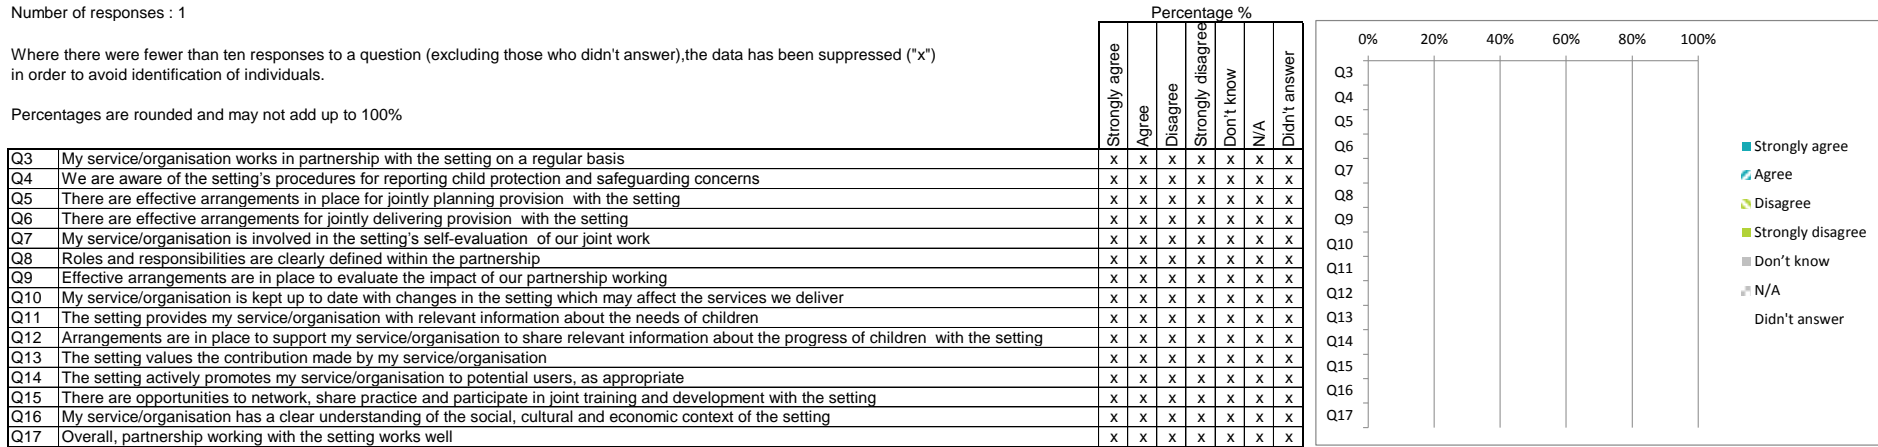 Number of responses : 1
Percentage %
Where there were fewer than ten responses to a question (excluding those who didn't answer),the data has been suppressed ("x")
in order to avoid identification of individuals.
Percentages are rounded and may not add up to 100%
Strongly agree
Agree
Disagree
Strongly disagree
Don't know
N/A
Didn't answer
Q3 My service/organisation works in partnership with the setting on a regular basis x x x x x x x
Q4 We are aware of the setting's procedures for reporting child protection and safeguarding concerns x x x x x x x
Q5 There are effective arrangements in place for jointly planning provision with the setting x x x x x x x
Q6 There are effective arrangements for jointly delivering provision with the setting x x x x x x x
Q7 My service/organisation is involved in the setting's self-evaluation of our joint work x x x x x x x
Q8 Roles and responsibilities are clearly defined within the partnership x x x x x x x
Q9 Effective arrangements are in place to evaluate the impact of our partnership working x x x x x x x
Q10 My service/organisation is kept up to date with changes in the setting which may affect the services we deliver x x x x x x x
Q11 The setting provides my service/organisation with relevant information about the needs of children x x x x x x x
Q12 Arrangements are in place to support my service/organisation to share relevant information about the progress of children with the setting x x x x x x x
Q13 The setting values the contribution made by my service/organisation x x x x x x x
Q14 The setting actively promotes my service/organisation to potential users, as appropriate x x x x x x x
Q15 There are opportunities to network, share practice and participate in joint training and development with the setting x x x x x x x
Q16 My service/organisation has a clear understanding of the social, cultural and economic context of the setting x x x x x x x
Q17 Overall, partnership working with the setting works well x x x x x x x
0% 20% 40% 60% 80% 100%
Q3
Q4
Q5
Q6
Q7
Q8
Q9
Q10
Q11
Q12
Q13
Q14
Q15
Q16
Q17
Strongly agree
Agree
Disagree
Strongly disagree
Don't know
N/A
Didn't answer